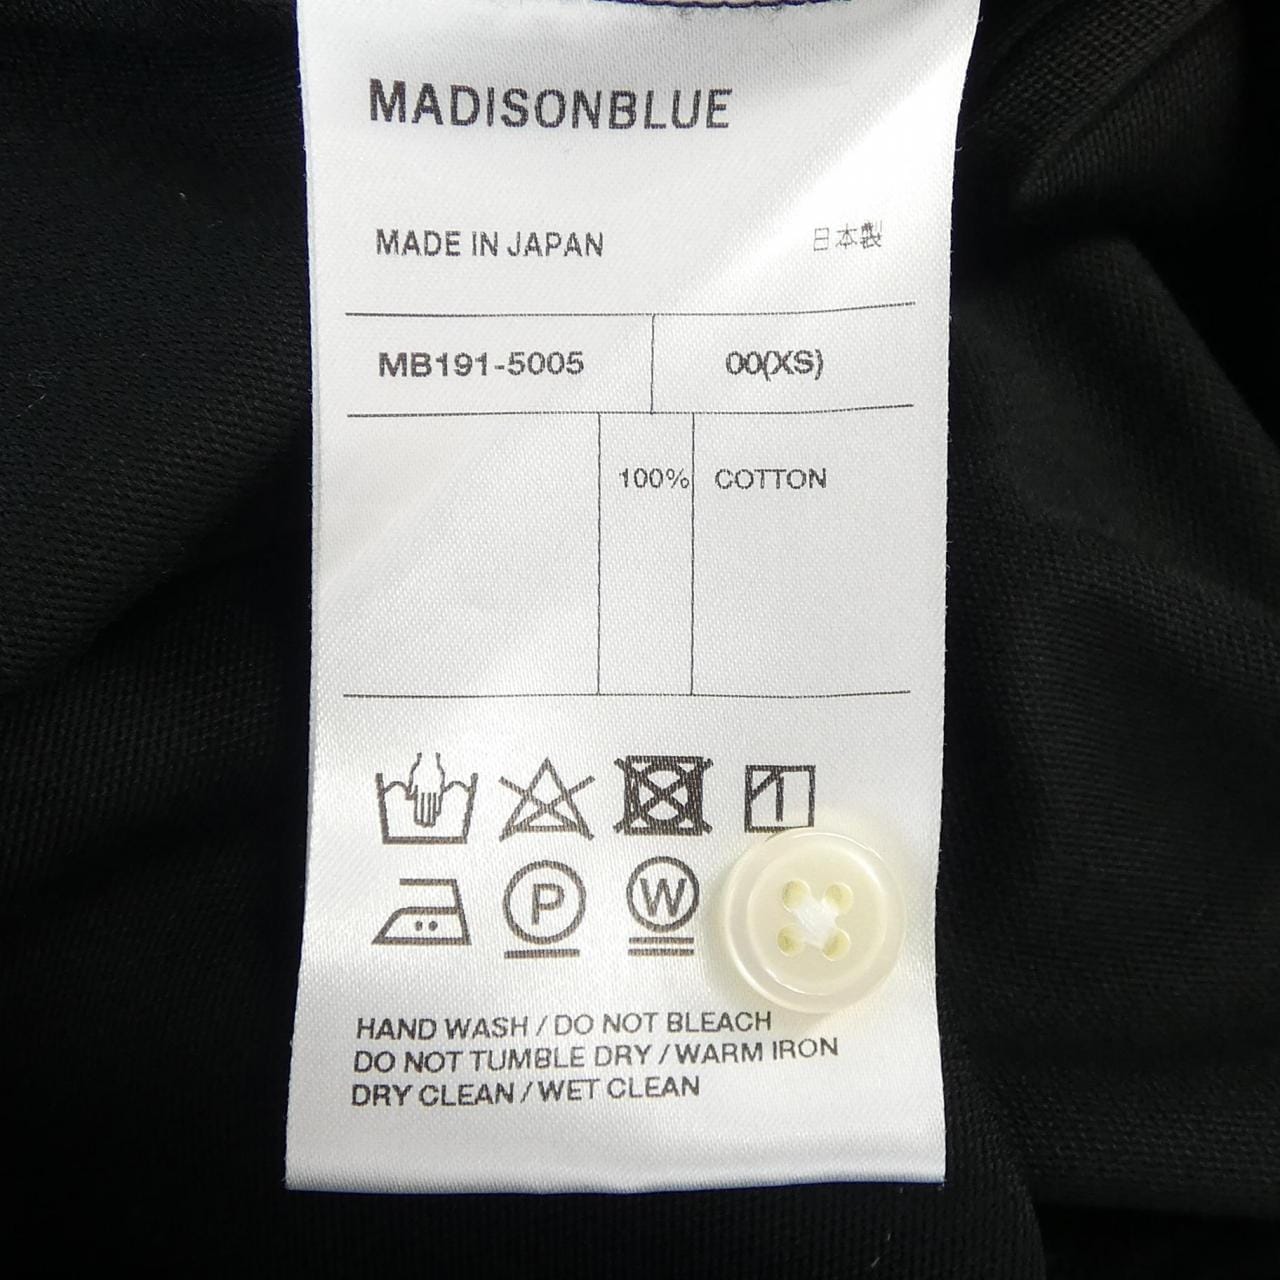 MADISONBLUE
MADE IN JAPAN 日本製
MB191-5005 00(XS)
100% COTTON
P W
HAND WASH / DO NOT BLEACH
DO NOT TUMBLE DRY / WARM IRON
DRY CLEAN / WET CLEAN